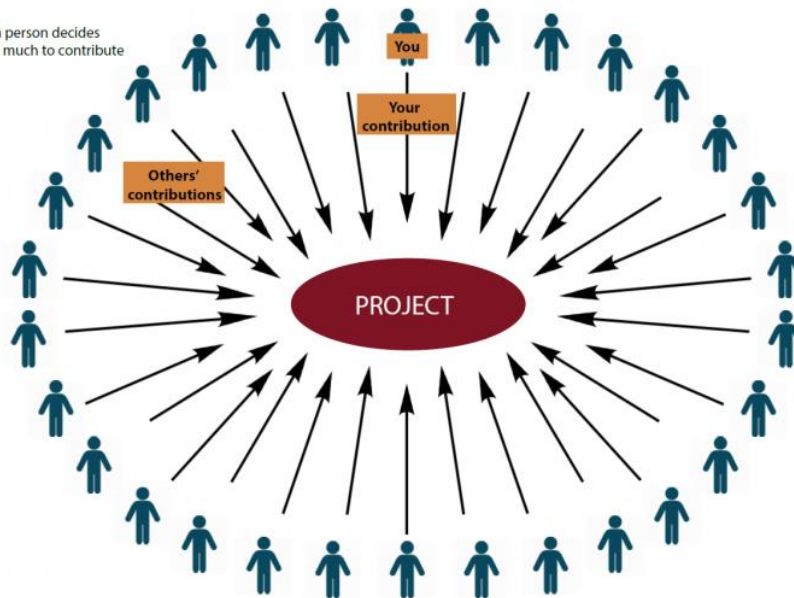 person decides
much to contribute
You
Your
contribution
Others'
contributions
PROJECT